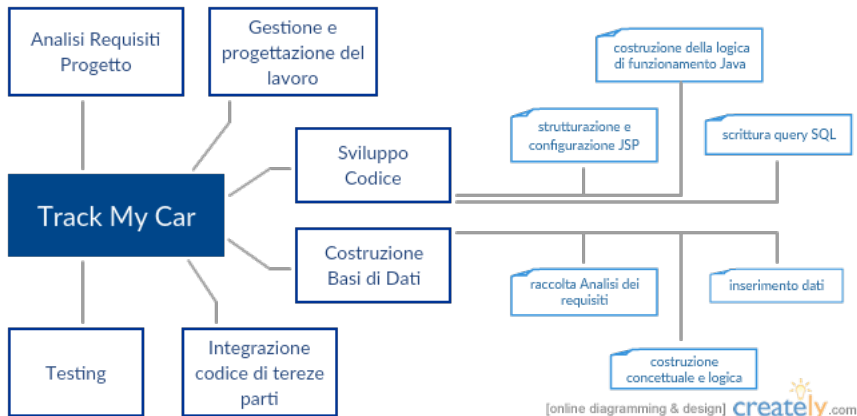 Analisi Requisiti
Progetto
Gestione e
progettazione del
lavoro
costruzione della logica
di funzionamento Java
strutturazione e
configurazione JSP
scrittura query SQL
Sviluppo
Codice
Track My Car
Costruzione
Basi di Dati
raccolta Analisi dei
requisiti
inserimento dati
Testing
Integrazione
codice di tereze
parti
costruzione
concettuale e logica
[online diagramming & design] creately.com